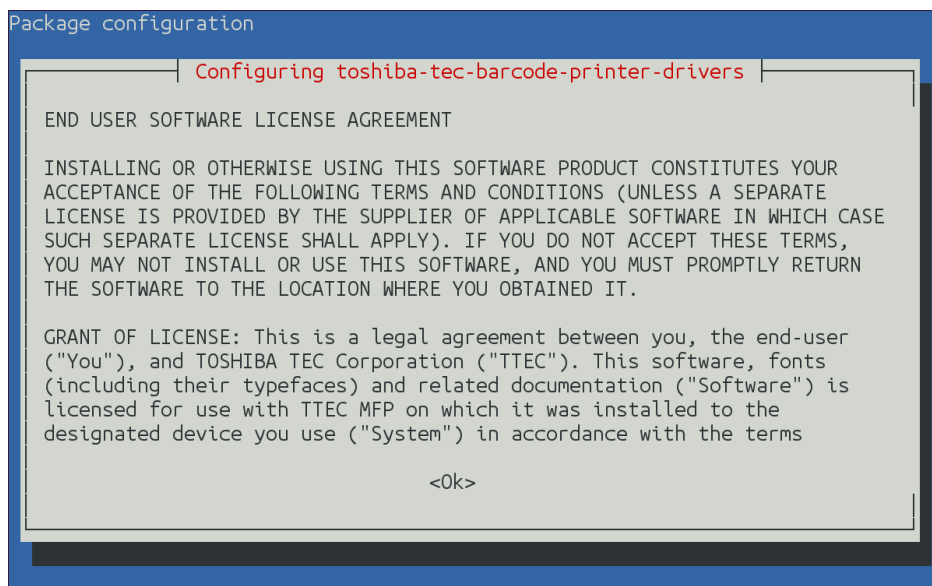 Package configuration
Configuring toshiba-tec-barcode-printer-drivers
END USER SOFTWARE LICENSE AGREEMENT
INSTALLING OR OTHERWISE USING THIS SOFTWARE PRODUCT CONSTITUTES YOUR
ACCEPTANCE OF THE FOLLOWING TERMS AND CONDITIONS (UNLESS A SEPARATE
LICENSE IS PROVIDED BY THE SUPPLIER OF APPLICABLE SOFTWARE IN WHICH CASE
SUCH SEPARATE LICENSE SHALL APPLY). IF YOU DO NOT ACCEPT THESE TERMS,
YOU MAY NOT INSTALL OR USE THIS SOFTWARE, AND YOU MUST PROMPTLY RETURN
THE SOFTWARE TO THE LOCATION WHERE YOU OBTAINED IT.
GRANT OF LICENSE: This is a legal agreement between you, the end-user
("You"), and TOSHIBA TEC Corporation ("TTEC"). This software, fonts
(including their typefaces) and related documentation ("Software") is
licensed for use with TTEC MFP on which it was installed to the
designated device you use ("System") in accordance with the terms
<Ok>